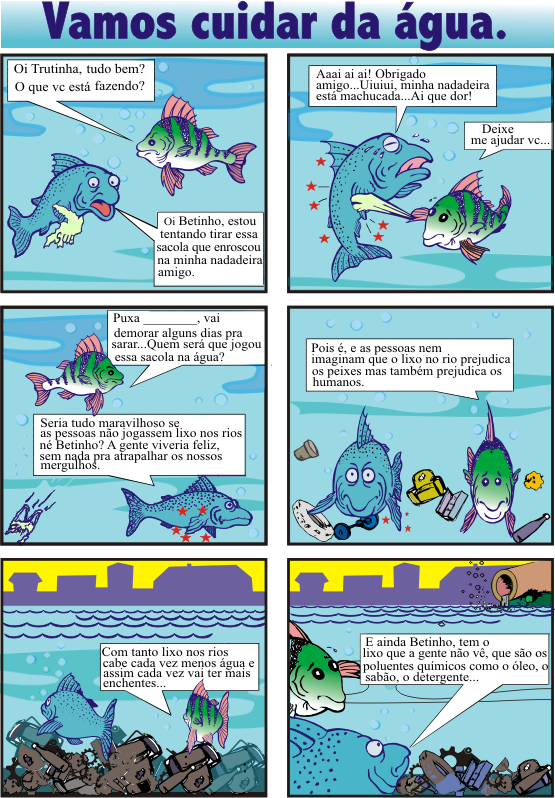 Vamos cuidar da água.
Oi Trutinha, tudo bem?
O que vc está fazendo?
Oi Betinho, estou
tentando tirar essa
sacola que enroscou
na minha nadadeira
amigo.
Aaai ai ai! Obrigado
amigo...Uiuiui, minha nadadeira
está machucada...Ai que dor!
Deixe
me ajudar vc...
Puxa ________, vai
demorar alguns dias pra
sarar...Quem será que jogou
essa sacola na água?
Seria tudo maravilhoso se
as pessoas não jogassem lixo nos rios
né Betinho? A gente viveria feliz,
sem nada pra atrapalhar os nossos
mergulhos.
Pois é, e as pessoas nem
imaginam que o lixo no rio prejudica
os peixes mas também prejudica os
humanos.
Com tanto lixo nos rios
cabe cada vez menos água e
assim cada vez vai ter mais
enchentes...
E ainda Betinho, tem o
lixo que a gente não vê, que são os
poluentes químicos como o óleo, o
sabão, o detergente...